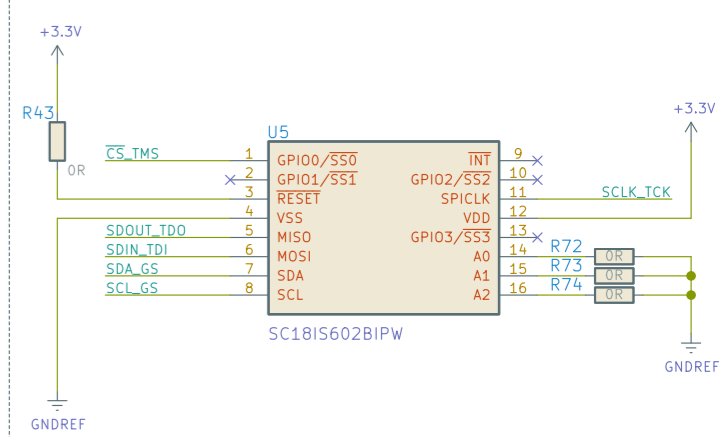 +3.3V
R43
0R
+3.3V
U5
CS_TMS
1
GPIO0/SS0
INT
9
2
GPIO1/SS1
GPIO2/SS2
10
3
RESET
SPICLK
11
SCLK_TCK
4
VSS
VDD
12
SDOUT_TDO
5
MISO
GPIO3/SS3
13
SDIN_TDI
6
MOSI
A0
14
R72
0R
SDA_GS
7
SDA
A1
15
R73
0R
SCL_GS
8
SCL
A2
16
R74
0R
SC18IS602BIPW
GNDREF
GNDREF